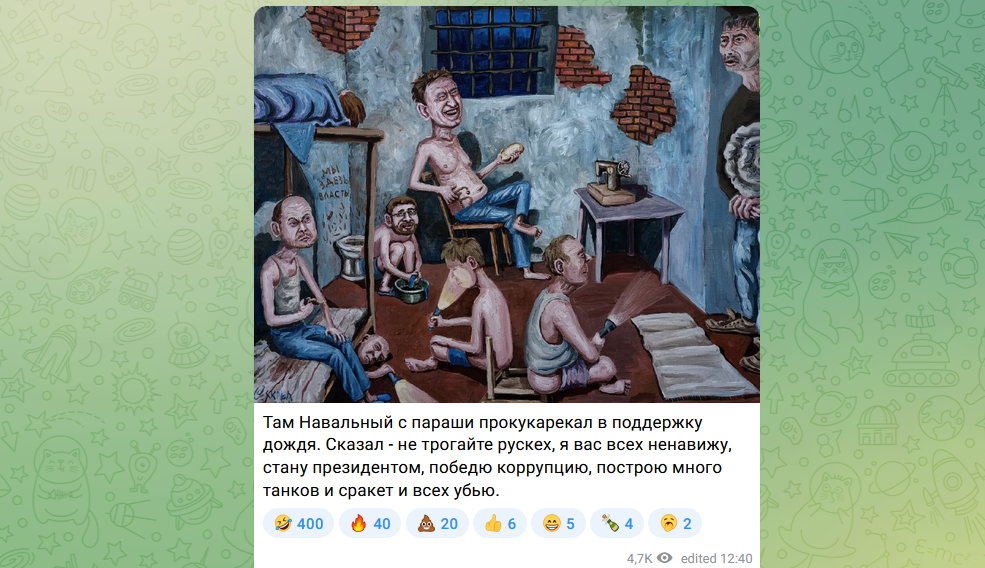 МЫ
ЗДЕСЬ
ВЛАСТЬ
Там Навальный с параши прокукарекал в поддержку
дождя. Сказал - не трогайте рускех, я вас всех ненавижу,
стану президентом, победю коррупцию, построю много
танков и сракет и всех убью.
🤣 400 🔥 40 💩 20 👍 6 😁 5 🍾 4 🥱 2
4,7K edited 12:40